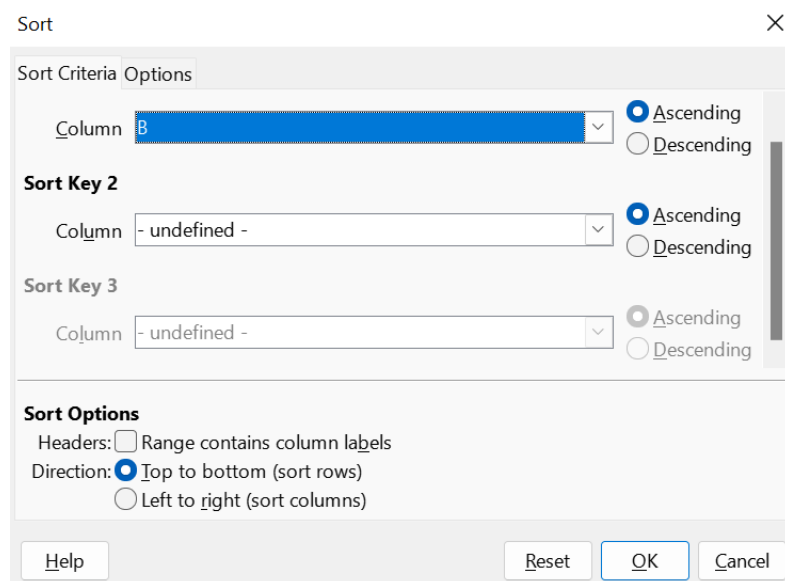 Sort
Sort Criteria Options
Column B Ascending
Descending
Sort Key 2
Column - undefined - Ascending
Descending
Sort Key 3
Column - undefined - Ascending
Descending
Sort Options
Headers: Range contains column labels
Direction: Top to bottom (sort rows)
Left to right (sort columns)
Help Reset OK Cancel